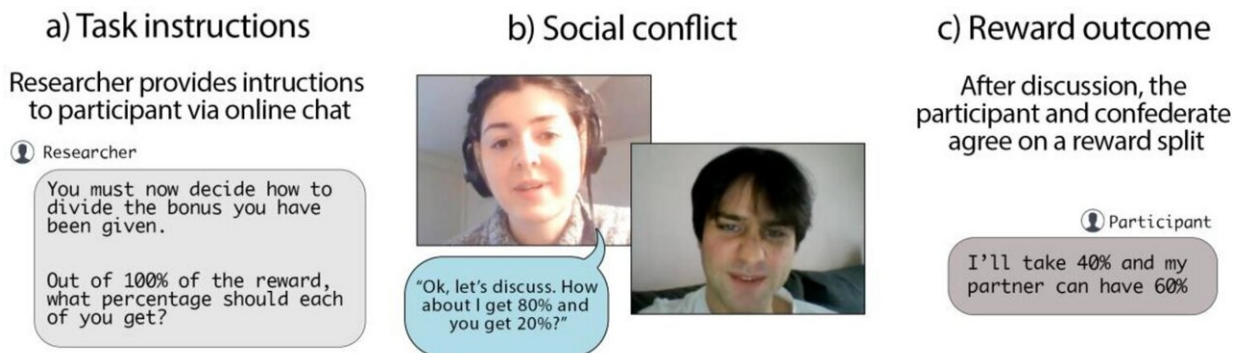 a) Task instructions
Researcher provides intructions
to participant via online chat
Researcher
You must now decide how to
divide the bonus you have
been given.
Out of 100% of the reward,
what percentage should each
of you get?
b) Social conflict
"Ok, let's discuss. How
about I get 80% and
you get 20%?"
c) Reward outcome
After discussion, the
participant and confederate
agree on a reward split
Participant
I'll take 40% and my
partner can have 60%